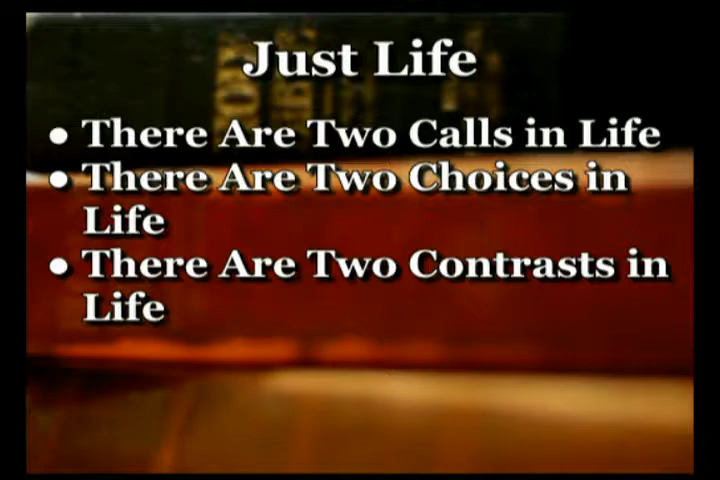 Just Life
• There Are Two Calls in Life
• There Are Two Choices in
Life
• There Are Two Contrasts in
Life